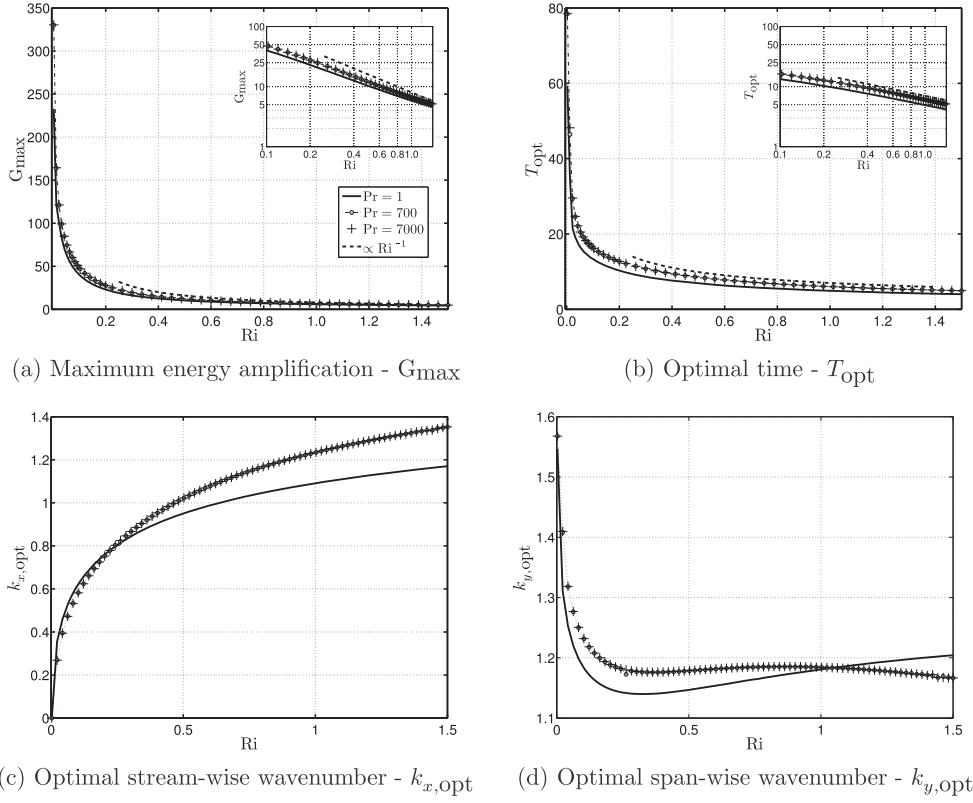 350
300
250
200
150
100
50
0
G_max
0.2 0.4 0.6 0.8 1.0 1.2 1.4
Ri
100
50
25
10
5
1
G_max
0.1 0.2 0.4 0.6 0.8 1.0
Ri
Pr = 1
Pr = 700
Pr = 7000
∝ Ri^-1
(a) Maximum energy amplification - G_max
80
60
40
20
0
T_opt
0.0 0.2 0.4 0.6 0.8 1.0 1.2 1.4
Ri
100
50
25
10
5
1
T_opt
0.1 0.2 0.4 0.6 0.8 1.0
Ri
(b) Optimal time - T_opt
1.4
1.2
1
0.8
0.6
0.4
0.2
0
k_x,opt
0 0.5 1 1.5
Ri
(c) Optimal stream-wise wavenumber - k_x,opt
1.6
1.5
1.4
1.3
1.2
1.1
k_y,opt
0 0.5 1 1.5
Ri
(d) Optimal span-wise wavenumber - k_y,opt